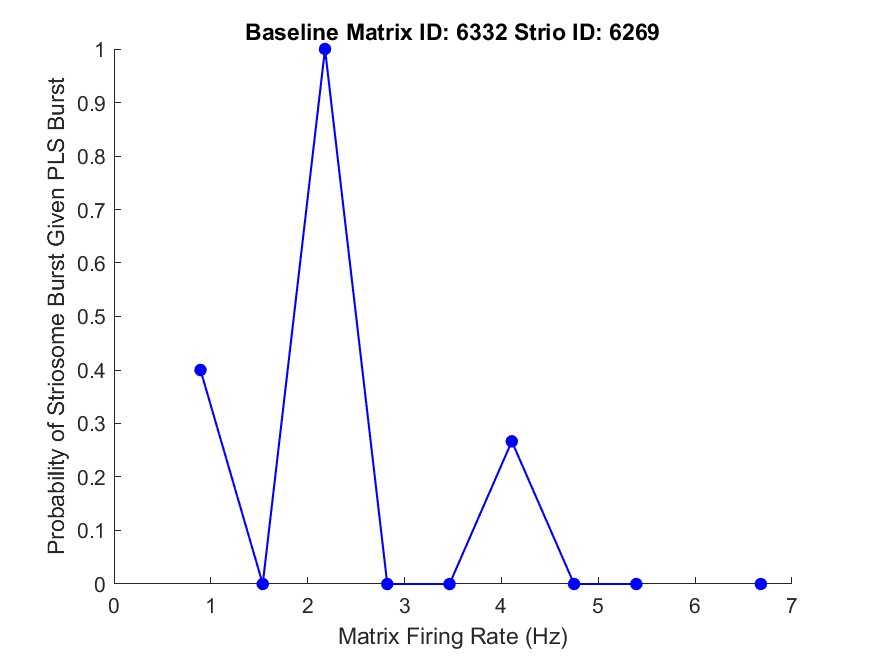 Baseline Matrix ID: 6332 Strio ID: 6269
Probability of Striosome Burst Given PLS Burst
1
0.9
0.8
0.7
0.6
0.5
0.4
0.3
0.2
0.1
0
0 1 2 3 4 5 6 7
Matrix Firing Rate (Hz)